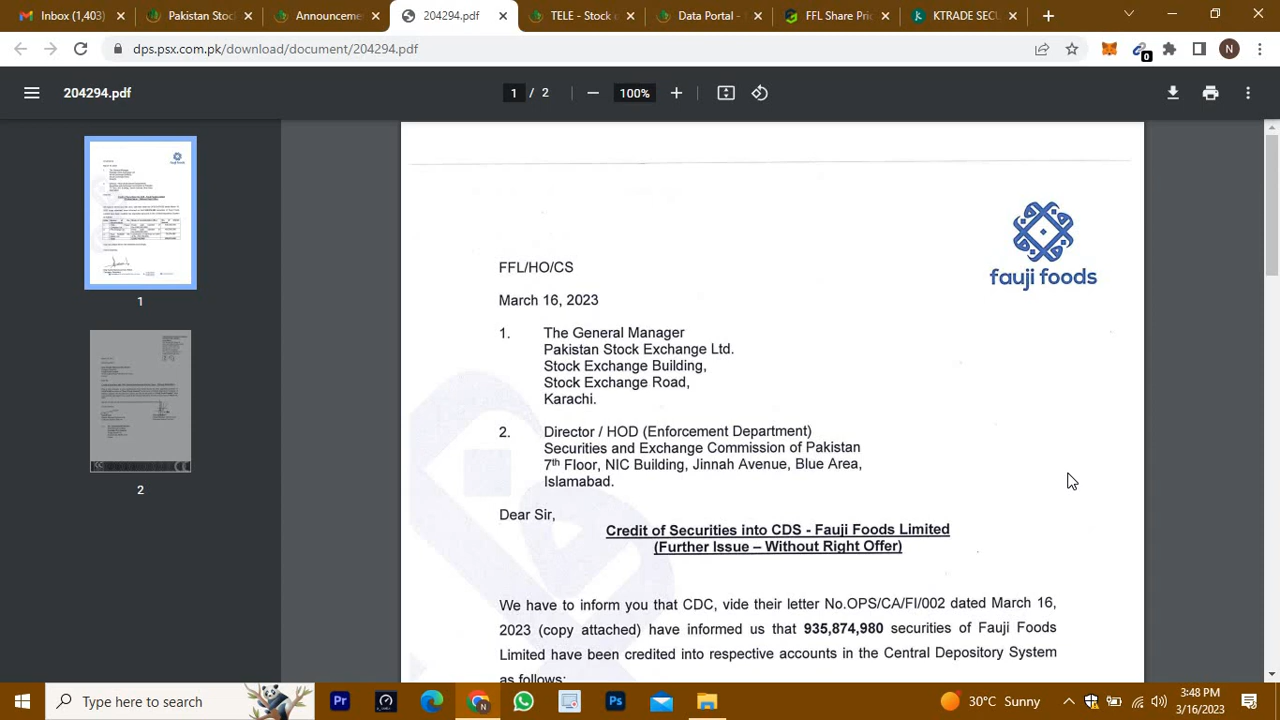 Inbox (1,403)
Pakistan Stoc
Announceme
204294.pdf
TELE - Stock
Data Portal -
FFL Share Pric
KTRADE SECU
N
dps.psx.com.pk/download/document/204294.pdf
0
204294.pdf
1 / 2
100%
fauji foods
FFL/HO/CS
March 16, 2023
1. The General Manager
Pakistan Stock Exchange Ltd.
Stock Exchange Building,
Stock Exchange Road,
Karachi.
2. Director / HOD (Enforcement Department)
Securities and Exchange Commission of Pakistan
7th Floor, NIC Building, Jinnah Avenue, Blue Area,
Islamabad.
Dear Sir,
Credit of Securities into CDS - Fauji Foods Limited
(Further Issue – Without Right Offer)
We have to inform you that CDC, vide their letter No.OPS/CA/FI/002 dated March 16,
2023 (copy attached) have informed us that 935,874,980 securities of Fauji Foods
Limited have been credited into respective accounts in the Central Depository System
as follows:
1
2
Type here to search
Pr
Ps
30°C Sunny
3:48 PM
3/16/2023